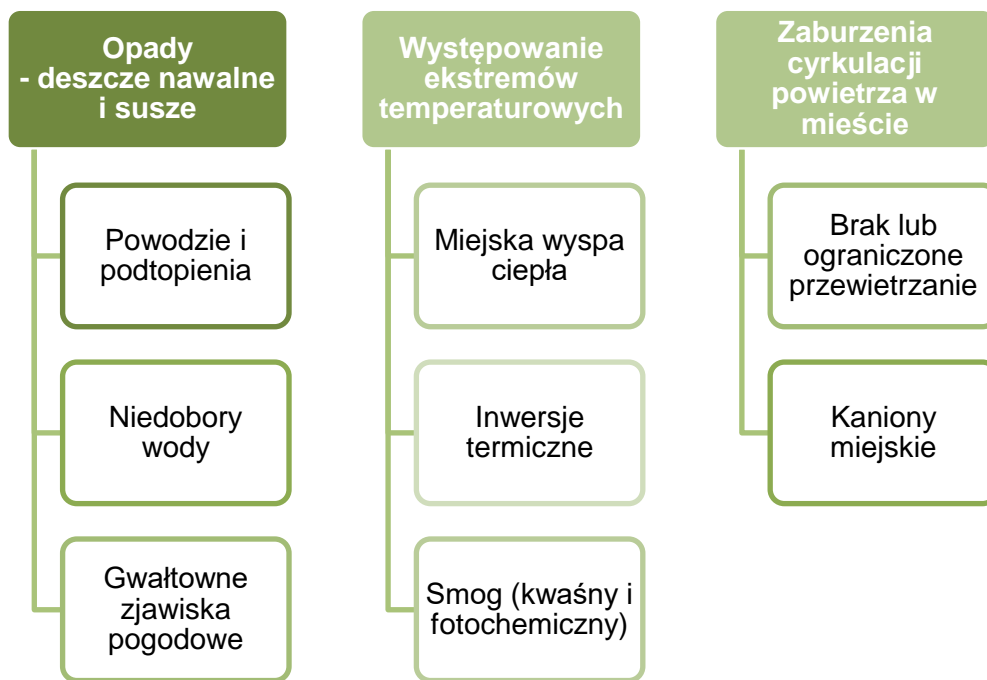 Opady
- deszcze nawalne
i susze
Powodzie i
podtopienia
Niedobory
wody
Gwałtowne
zjawiska
pogodowe
Występowanie
ekstremów
temperaturowych
Miejska wyspa
ciepła
Inwersje
termiczne
Smog (kwaśny i
fotochemiczny)
Zaburzenia
cyrkulacji
powietrza w
mieście
Brak lub
ograniczone
przewietrzanie
Kaniony
miejskie